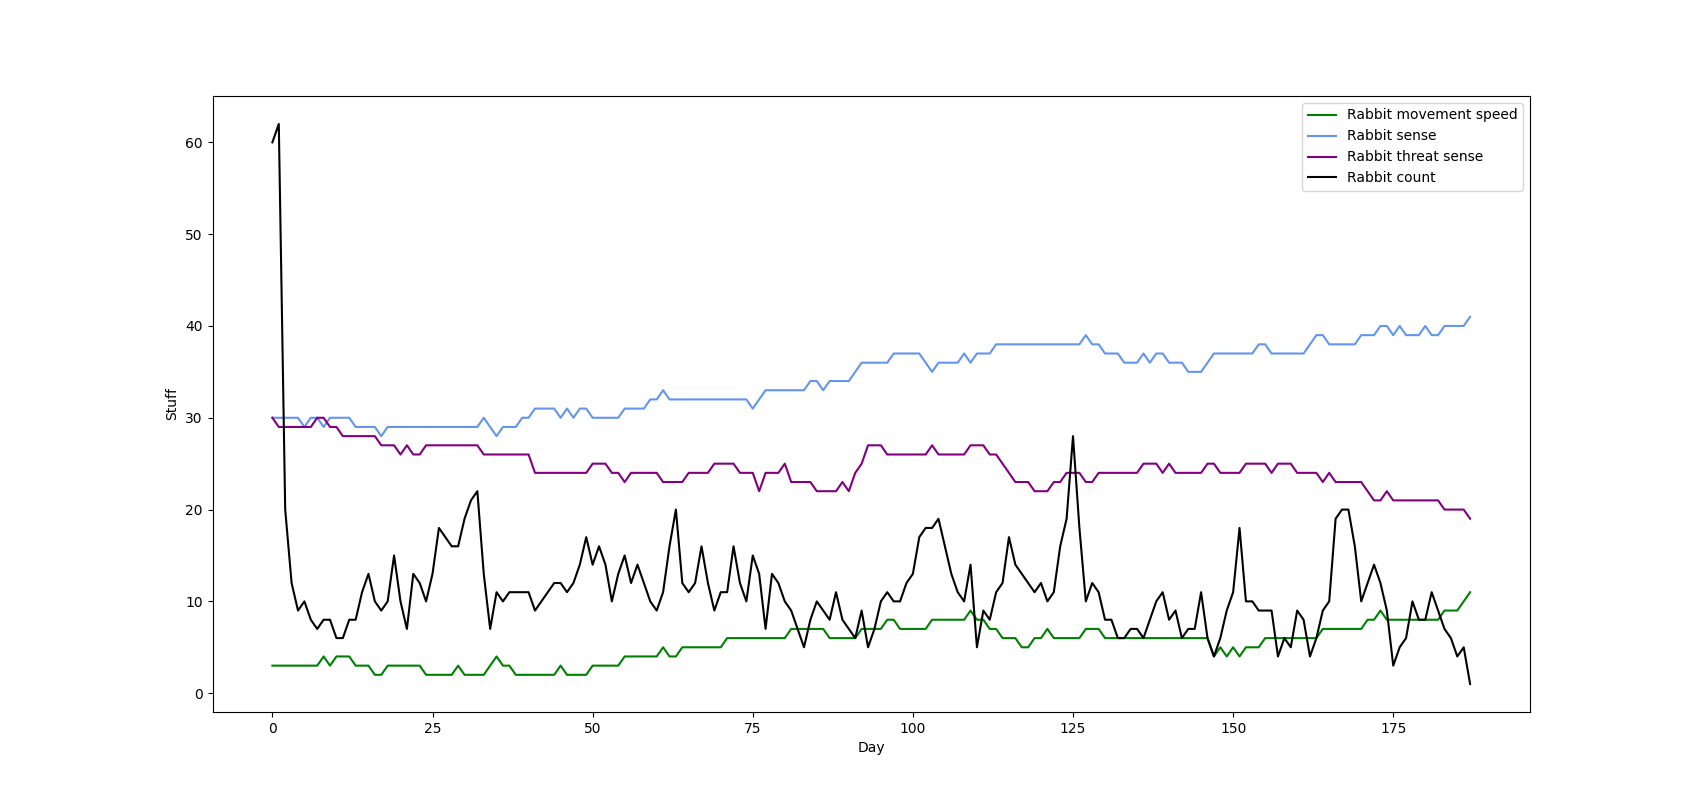 Rabbit movement speed
Rabbit sense
Rabbit threat sense
Rabbit count
60
50
40
30
20
10
0
Stuff
0 25 50 75 100 125 150 175
Day